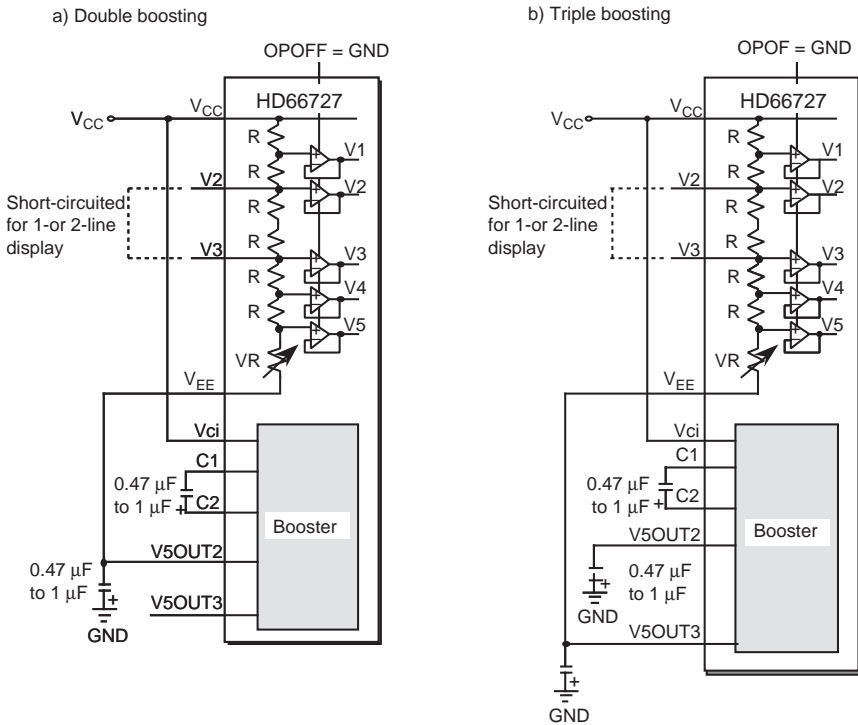 a) Double boosting
OPOFF = GND
HD66727
VCC
VCC
R
R
R
R
R
R
VR
V1
V2
V3
V4
V5
V2
V3
Short-circuited
for 1-or 2-line
display
VEE
Vci
C1
C2
0.47 µF
to 1 µF
+
Booster
V5OUT2
0.47 µF
to 1 µF
+
GND
V5OUT3
b) Triple boosting
OPOF = GND
HD66727
VCC
VCC
R
R
R
R
R
R
VR
V1
V2
V3
V4
V5
V2
V3
Short-circuited
for 1-or 2-line
display
VEE
Vci
C1
C2
0.47 µF
to 1 µF
+
Booster
V5OUT2
0.47 µF
to 1 µF
+
GND
V5OUT3
+
GND